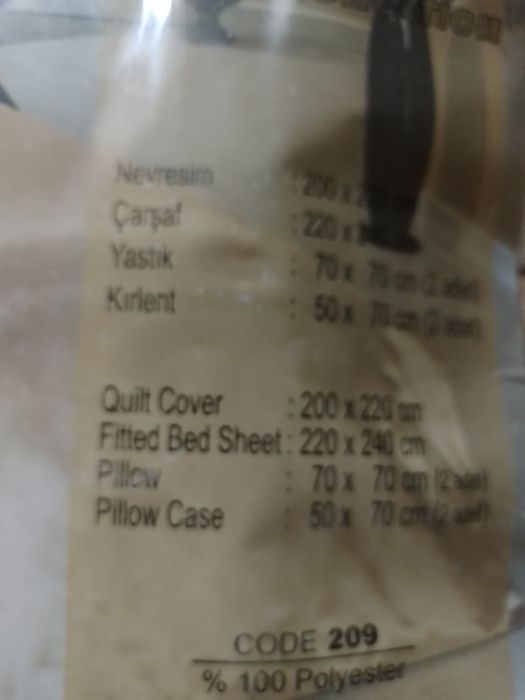 Nevresim : 200 x
Çarşaf : 220 x
Yastık : 70 x 70 cm (2 adet)
Kırlent : 50 x 70 cm (2 adet)
Quilt Cover : 200 x 220 cm
Fitted Bed Sheet : 220 x 240 cm
Pillow : 70 x 70 cm (2 adet)
Pillow Case : 50 x 70 cm (2 adet)
CODE 209
% 100 Polyester